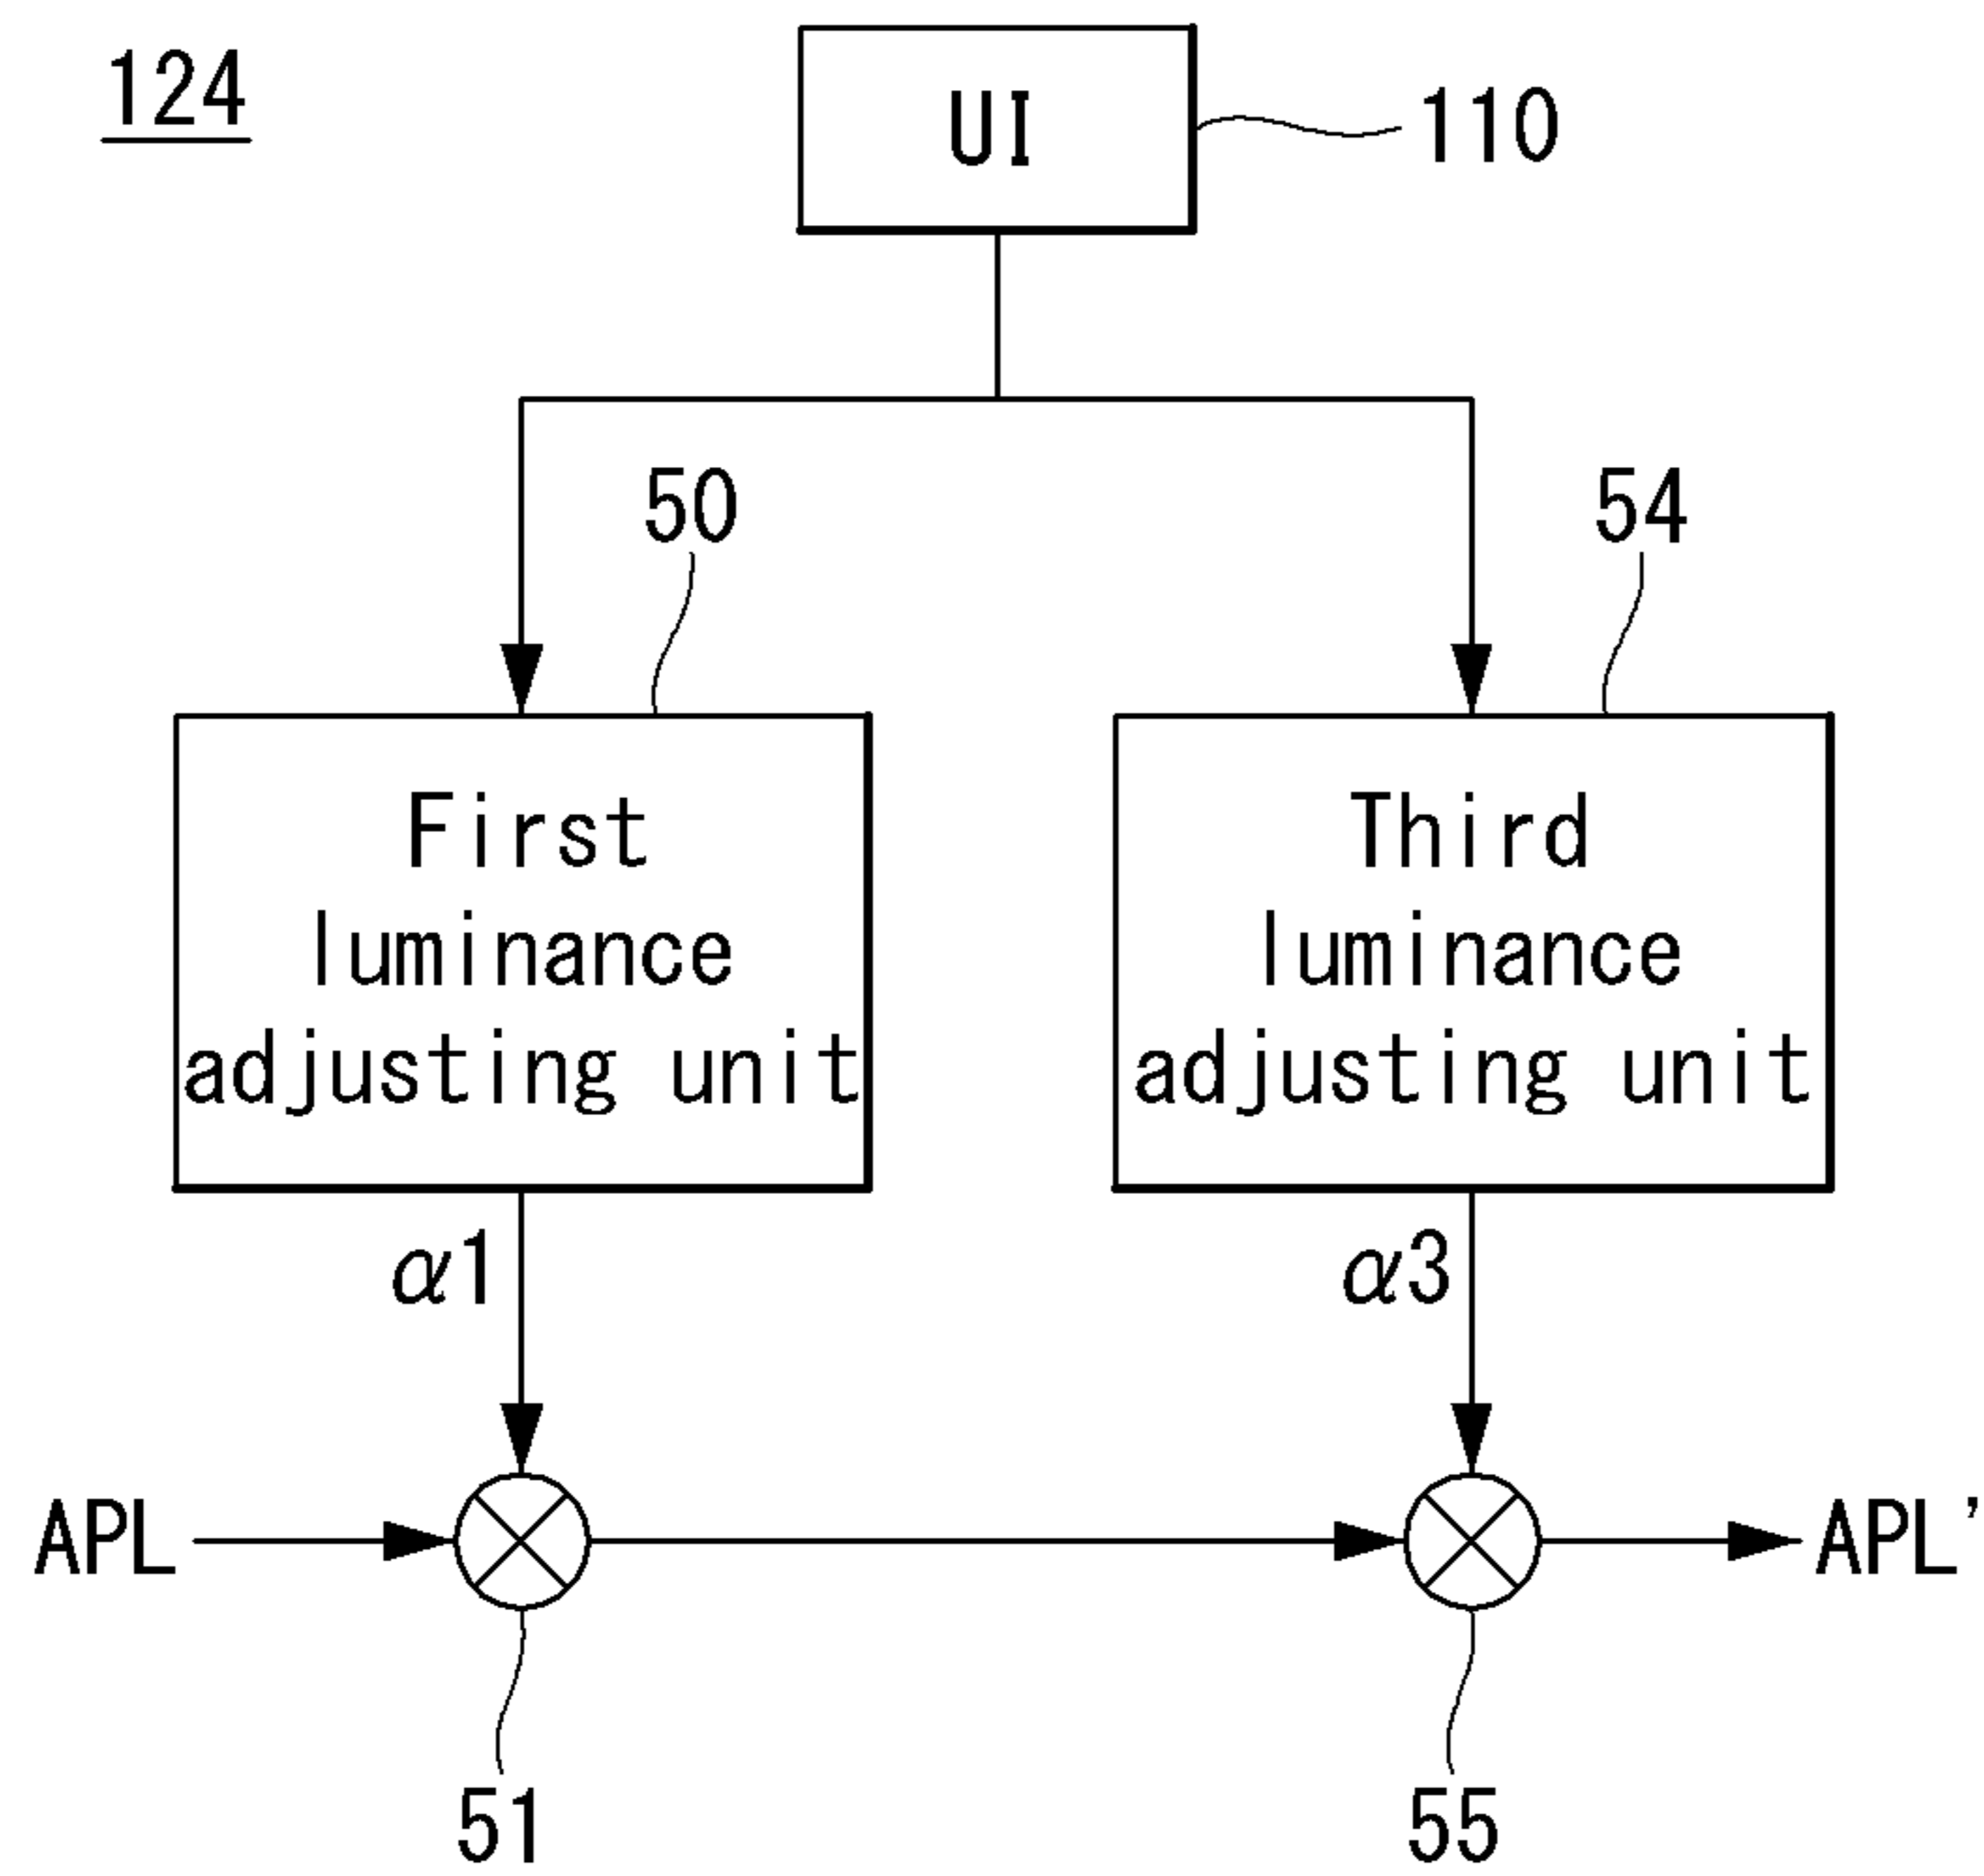 124
UI
110
50
54
First
luminance
adjusting unit
Third
luminance
adjusting unit
α1
α3
APL
APL'
51
55